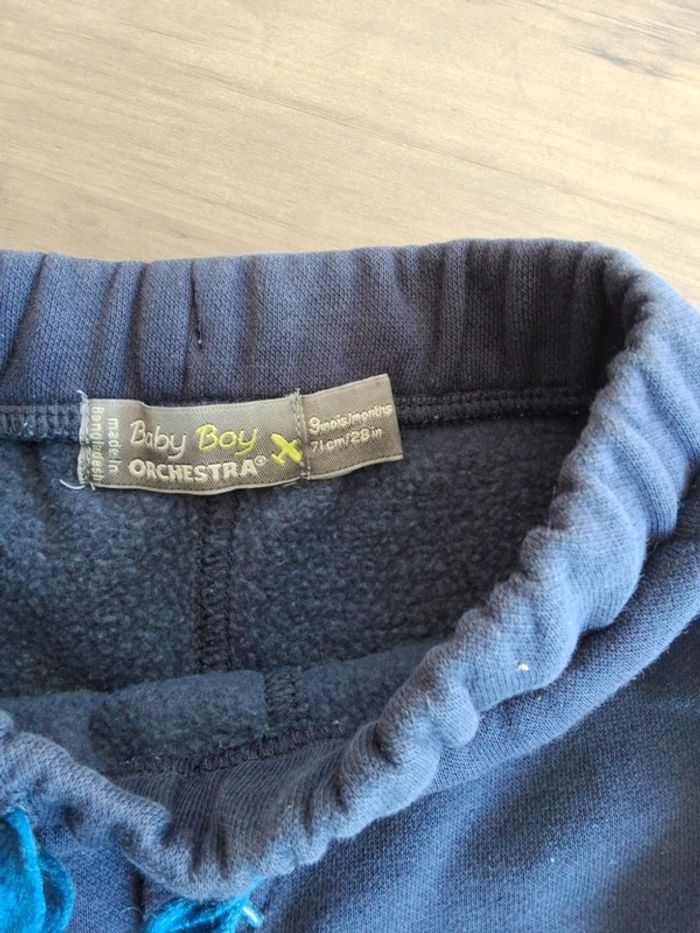 made in
Bangladesh
Baby Boy
ORCHESTRA®
9mois/months
71cm/28in